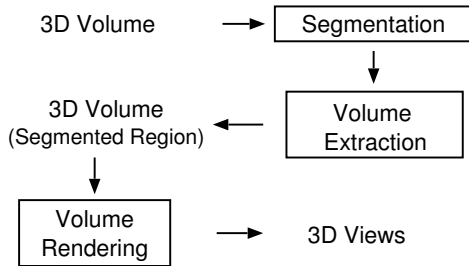 3D Volume
Segmentation
3D Volume
(Segmented Region)
Volume
Extraction
Volume
Rendering
3D Views